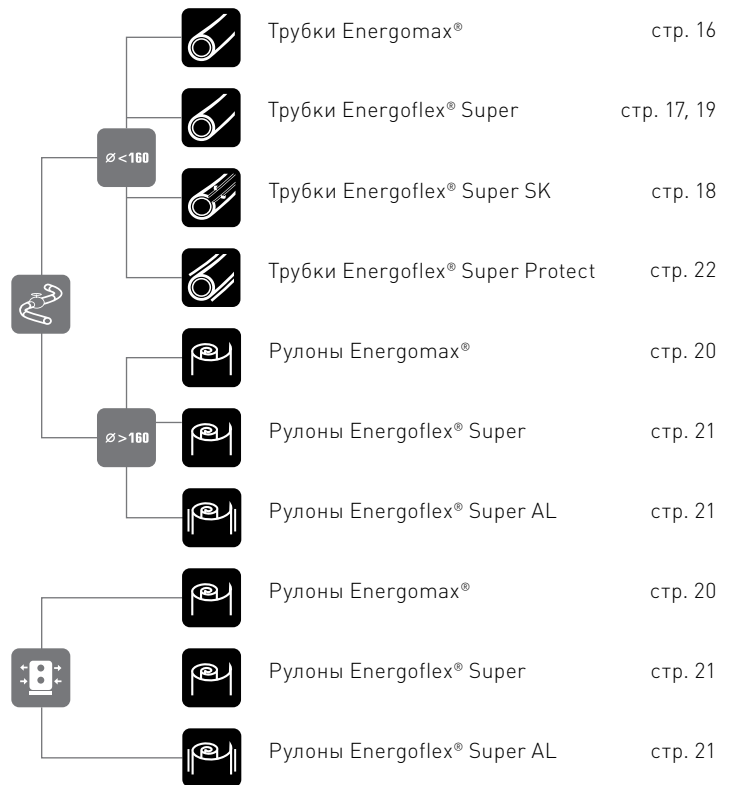 Трубки Energomax® стр. 16
Трубки Energoflex® Super стр. 17, 19
ø<160
Трубки Energoflex® Super SK стр. 18
Трубки Energoflex® Super Protect стр. 22
Рулоны Energomax® стр. 20
ø>160
Рулоны Energoflex® Super стр. 21
Рулоны Energoflex® Super AL стр. 21
Рулоны Energomax® стр. 20
Рулоны Energoflex® Super стр. 21
Рулоны Energoflex® Super AL стр. 21